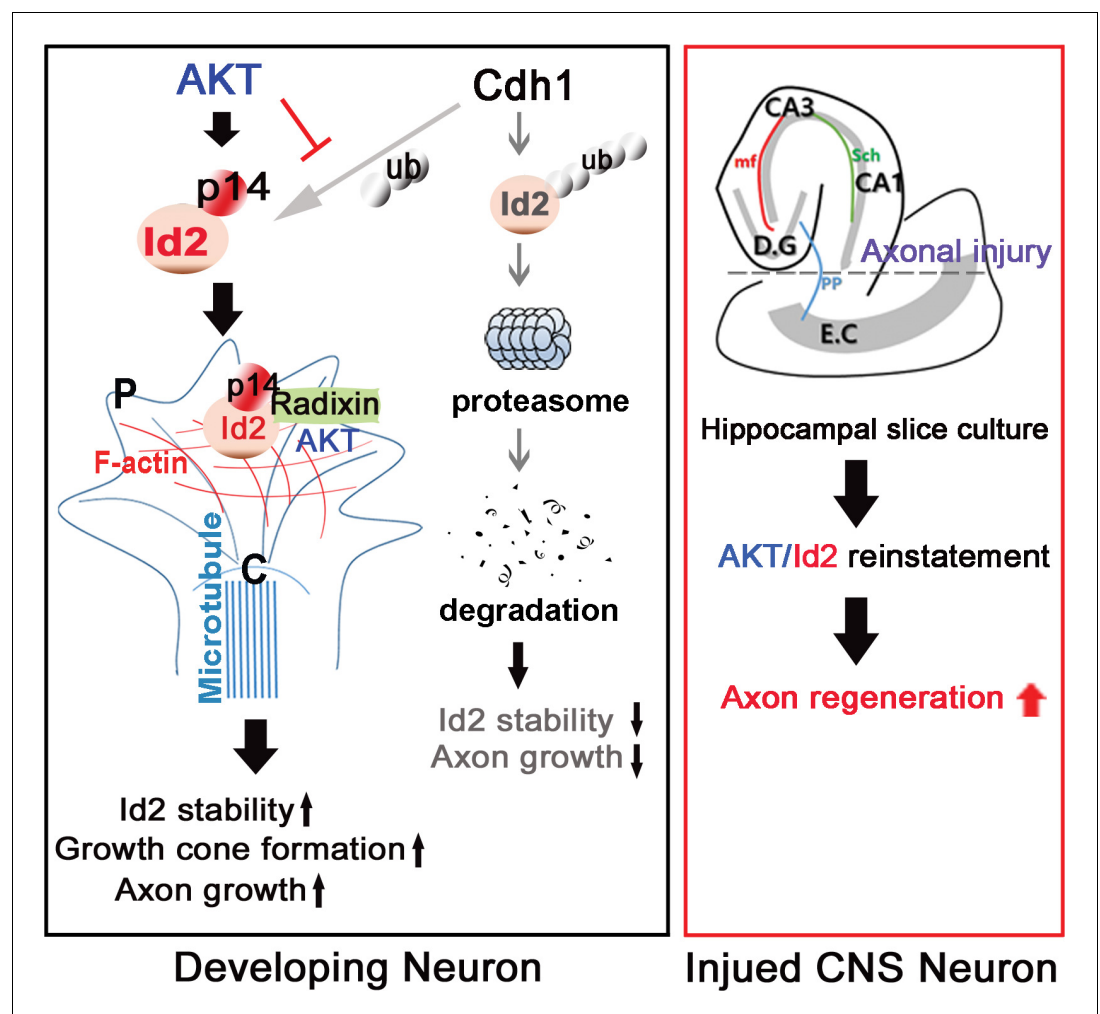 AKT
Cdh1
ub
ub
p14
Id2
Id2
p14
P
Radixin
Id2
AKT
F-actin
proteasome
Microtubule
C
degradation
Id2 stability
Axon growth
Id2 stability
Growth cone formation
Axon growth
Developing Neuron
CA3
mf
Sch
CA1
D.G
Axonal injury
PP
E.C
Hippocampal slice culture
AKT/Id2 reinstatement
Axon regeneration
Injued CNS Neuron